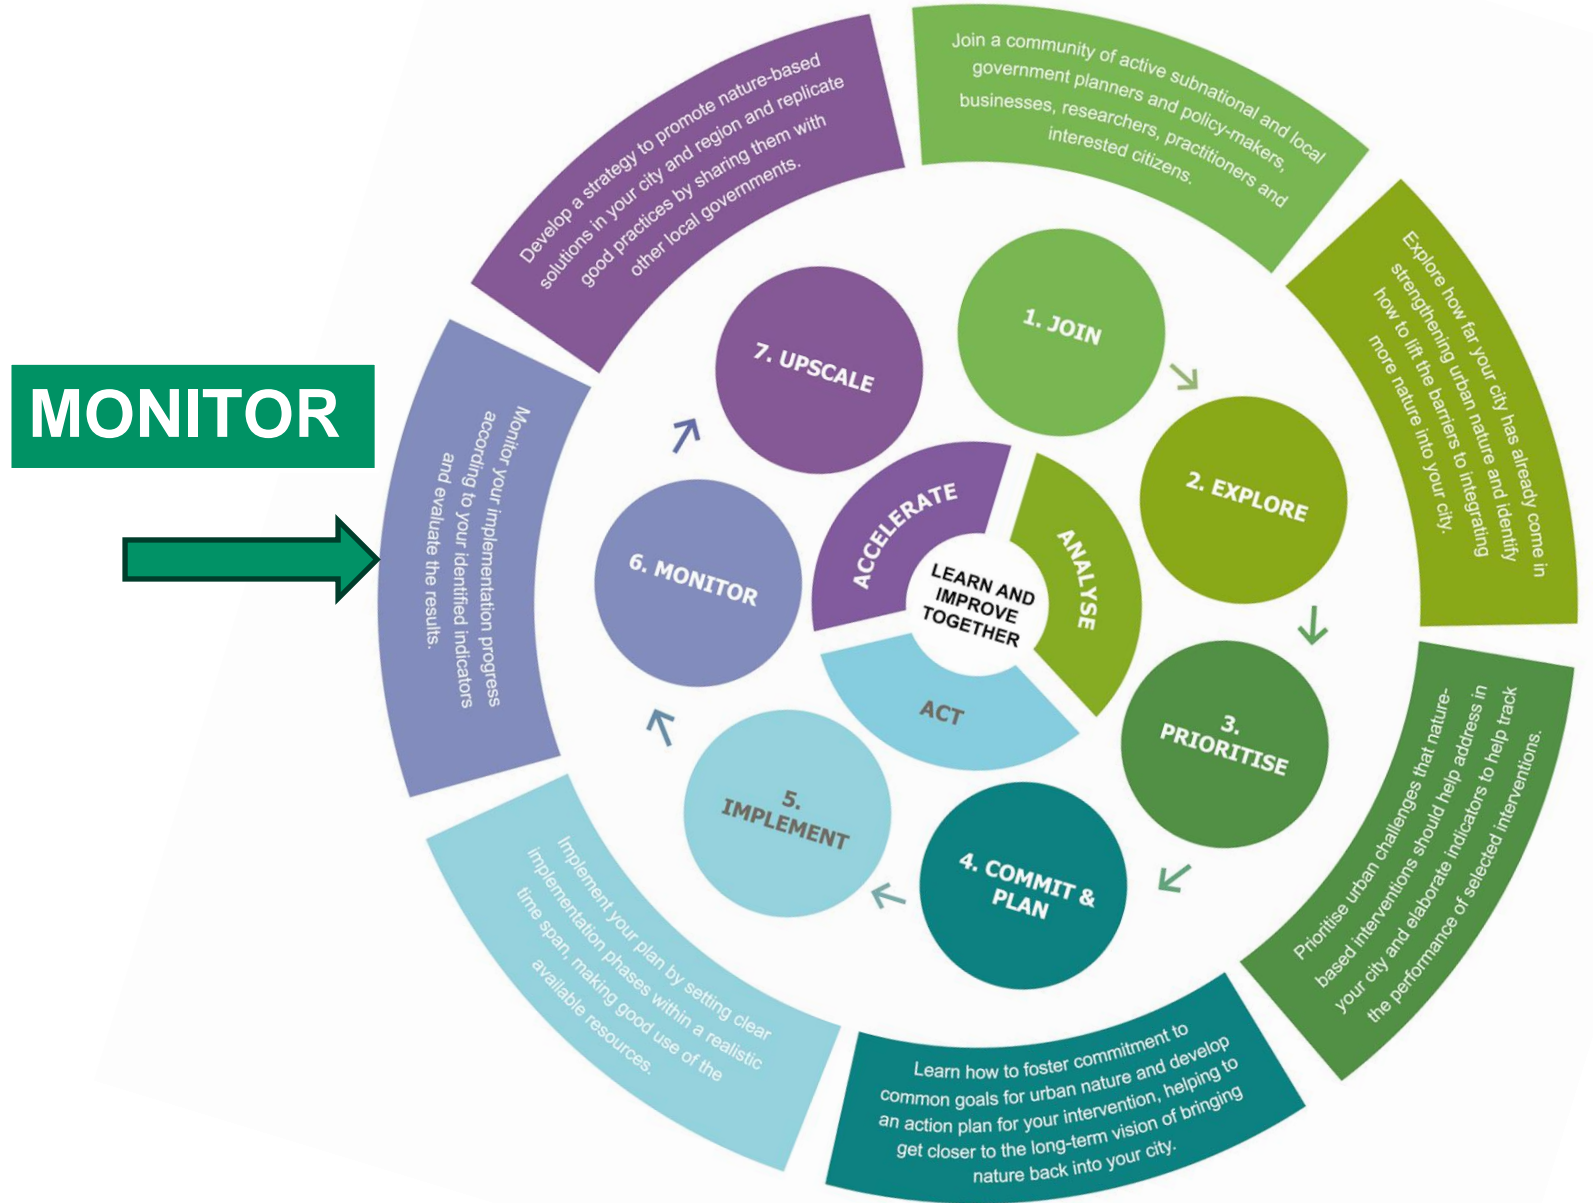 MONITOR
Join a community of active subnational and local
government planners and policy-makers,
businesses, researchers, practitioners and
interested citizens.
Explore how far your city has already come in
strengthening urban nature and identify
how to lift the barriers to integrating
more nature into your city.
Prioritise urban challenges that nature-
based interventions should help address in
your city and elaborate indicators to help track
the performance of selected interventions.
Learn how to foster commitment to
common goals for urban nature and develop
an action plan for your intervention, helping to
get closer to the long-term vision of bringing
nature back into your city.
Implement your plan by setting clear
implementation phases within a realistic
time span, making good use of the
available resources.
Monitor your implementation progress
according to your identified indicators
and evaluate the results.
Develop a strategy to promote nature-based
solutions in your city and region and replicate
good practices by sharing them with
other local governments.
1. JOIN
2. EXPLORE
3.
PRIORITISE
4. COMMIT &
PLAN
5.
IMPLEMENT
6. MONITOR
7. UPSCALE
ACCELERATE
ANALYSE
ACT
LEARN AND
IMPROVE
TOGETHER